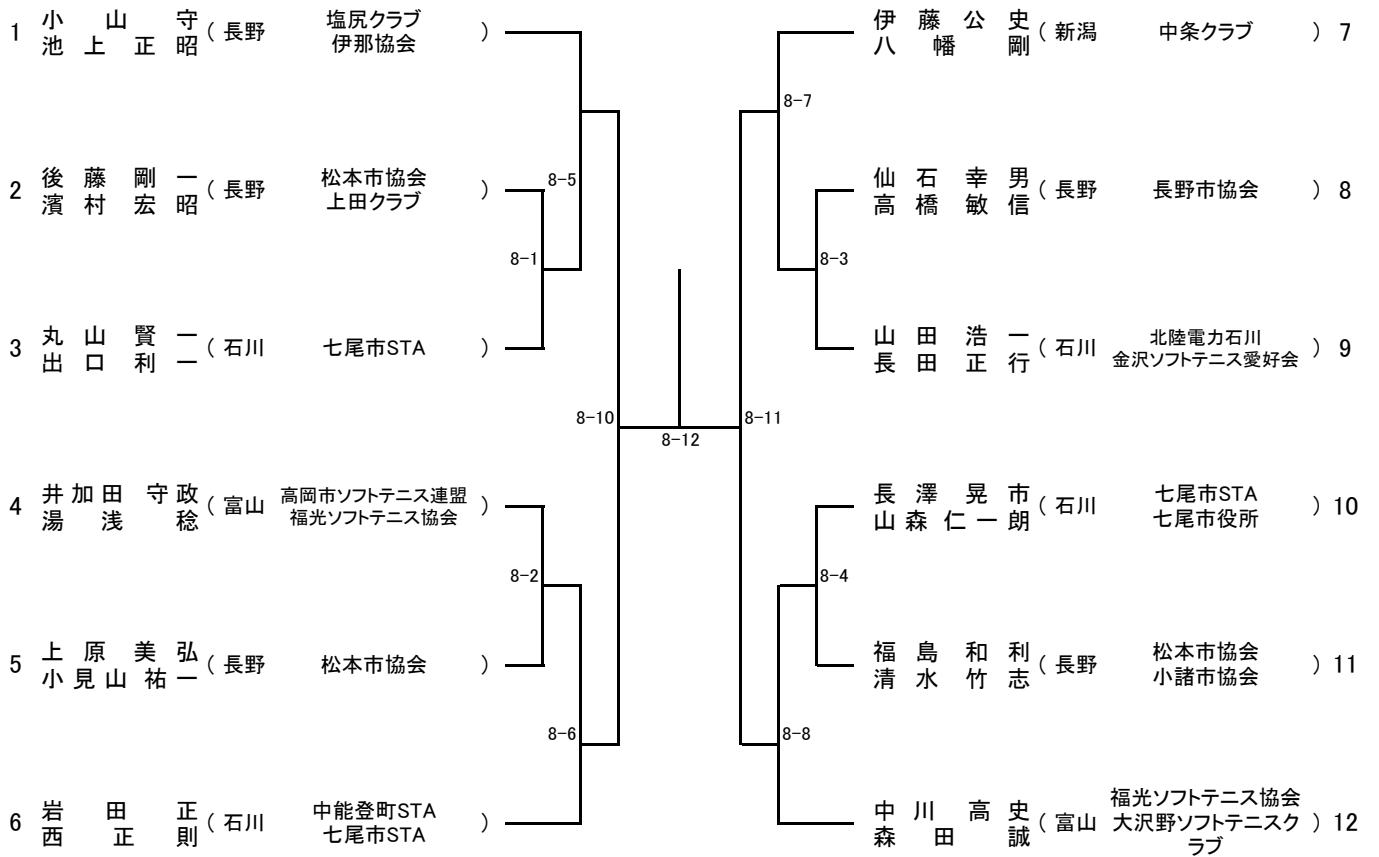 1 小山守 池上正昭 ( 長野 塩尻クラブ 伊那協会 )
8-5
2 後藤剛一 濱村宏昭 ( 長野 松本市協会 上田クラブ )
8-1
3 丸山賢一 出口利一 ( 石川 七尾市STA )
8-10
4 井加田守政 湯浅稔 ( 富山 高岡市ソフトテニス連盟 福光ソフトテニス協会 )
8-2
5 上原美弘 小見山祐一 ( 長野 松本市協会 )
8-6
6 岩田正 西正則 ( 石川 中能登町STA 七尾市STA )
8-12
伊藤公史 八幡剛 ( 新潟 中条クラブ ) 7
8-7
仙石幸男 高橋敏信 ( 長野 長野市協会 ) 8
8-3
山田浩一 長田正行 ( 石川 北陸電力石川 金沢ソフトテニス愛好会 ) 9
8-11
長澤晃市 山森仁一朗 ( 石川 七尾市STA 七尾市役所 ) 10
8-4
福島和利 清水竹志 ( 長野 松本市協会 小諸市協会 ) 11
8-8
中川高史 森田誠 ( 富山 福光ソフトテニス協会 大沢野ソフトテニスクラブ ) 12